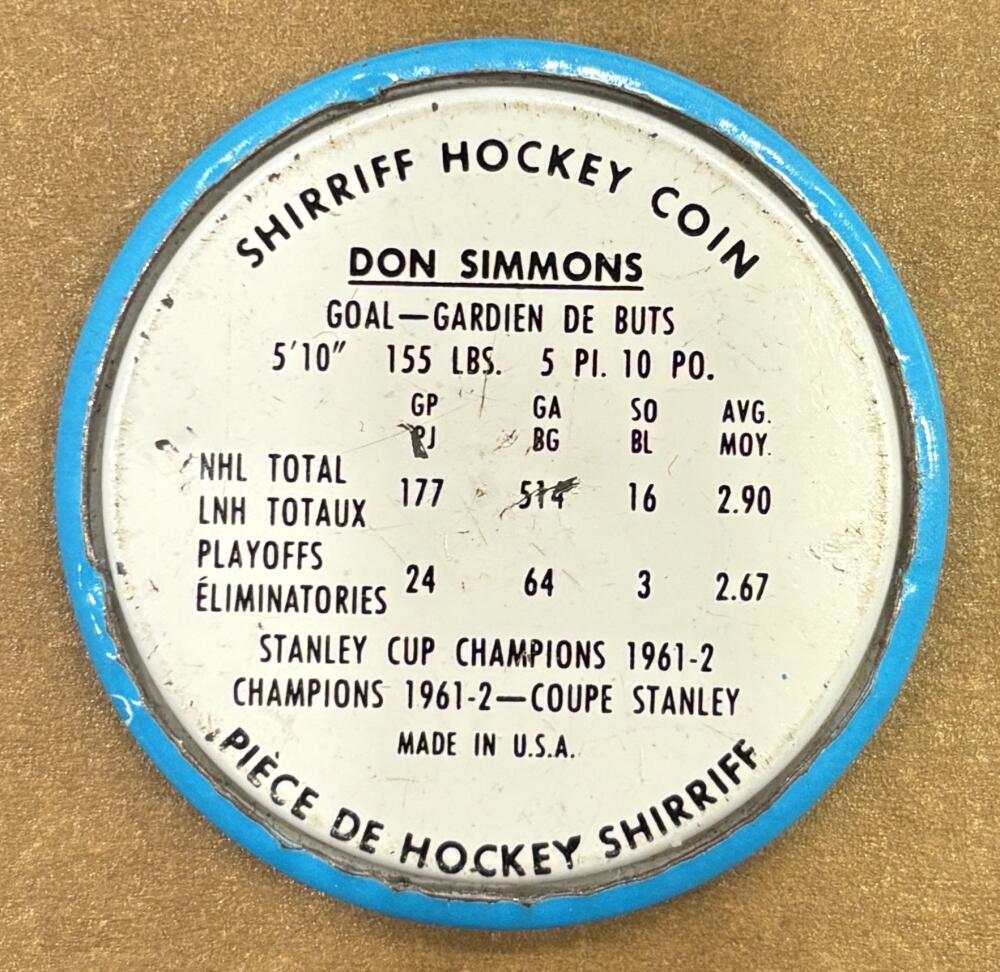 SHIRRIFF HOCKEY COIN
DON SIMMONS
GOAL—GARDIEN DE BUTS
5'10" 155 LBS. 5 PI. 10 PO.
GP GA SO AVG.
PJ BG BL MOY.
NHL TOTAL
LNH TOTAUX 177 514 16 2.90
PLAYOFFS
ÉLIMINATORIES 24 64 3 2.67
STANLEY CUP CHAMPIONS 1961-2
CHAMPIONS 1961-2—COUPE STANLEY
MADE IN U.S.A.
PIÈCE DE HOCKEY SHIRRIFF